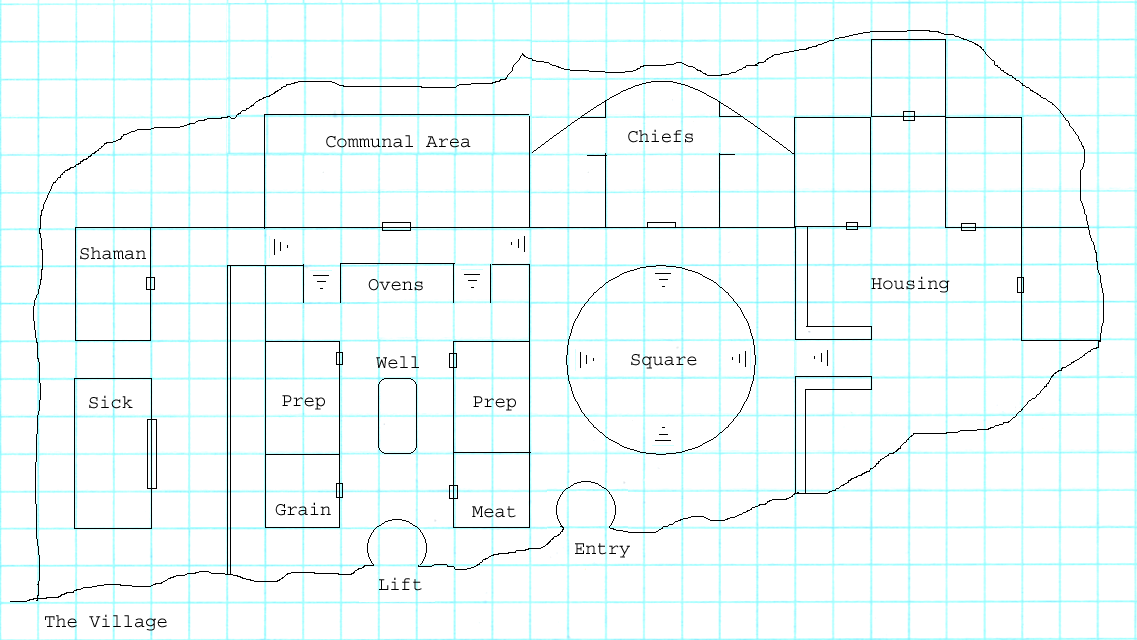 Communal Area
Chiefs
Shaman
Ovens
Housing
Well
Square
Sick
Prep
Prep
Grain
Meat
Entry
Lift
The Village